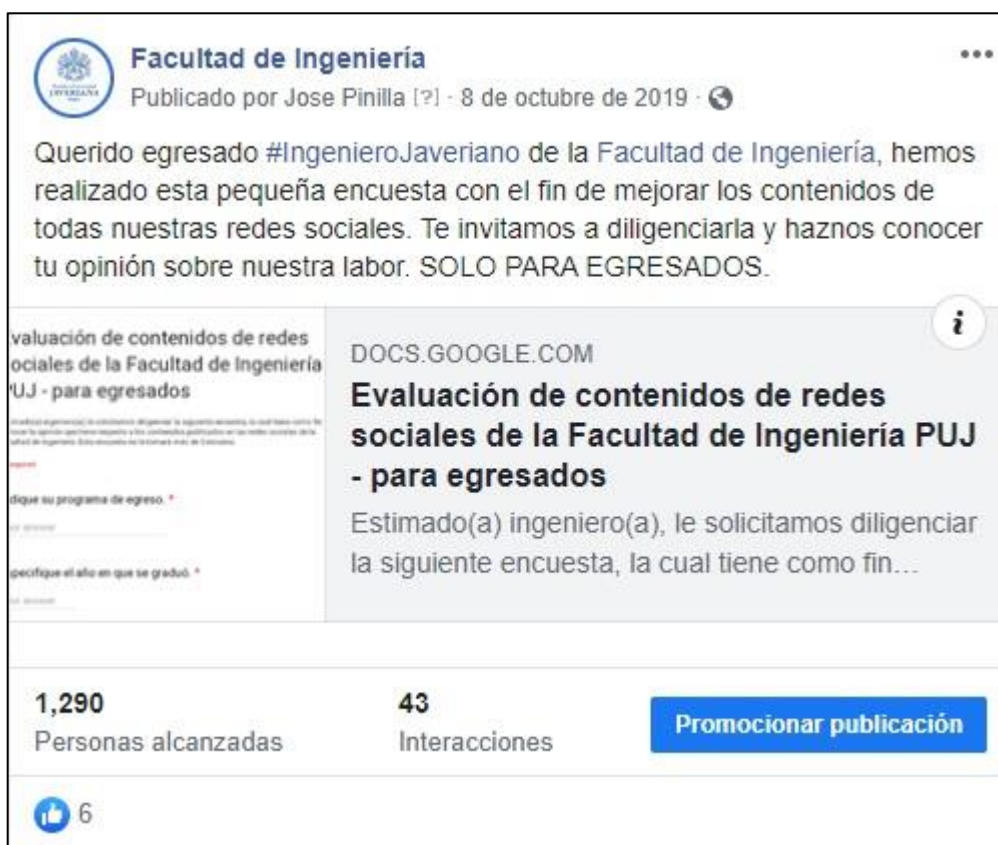 Facultad de Ingeniería
Publicado por Jose Pinilla [?] · 8 de octubre de 2019 ·
Querido egresado #IngenieroJaveriano de la Facultad de Ingeniería, hemos
realizado esta pequeña encuesta con el fin de mejorar los contenidos de
todas nuestras redes sociales. Te invitamos a diligenciarla y haznos conocer
tu opinión sobre nuestra labor. SOLO PARA EGRESADOS.
valuación de contenidos de redes
ociales de la Facultad de Ingeniería
UJ - para egresados
dique su programa de egreso. *
pecifique el año en que se graduó. *
i
DOCS.GOOGLE.COM
Evaluación de contenidos de redes
sociales de la Facultad de Ingeniería PUJ
- para egresados
Estimado(a) ingeniero(a), le solicitamos diligenciar
la siguiente encuesta, la cual tiene como fin...
1,290
Personas alcanzadas
43
Interacciones
Promocionar publicación
6